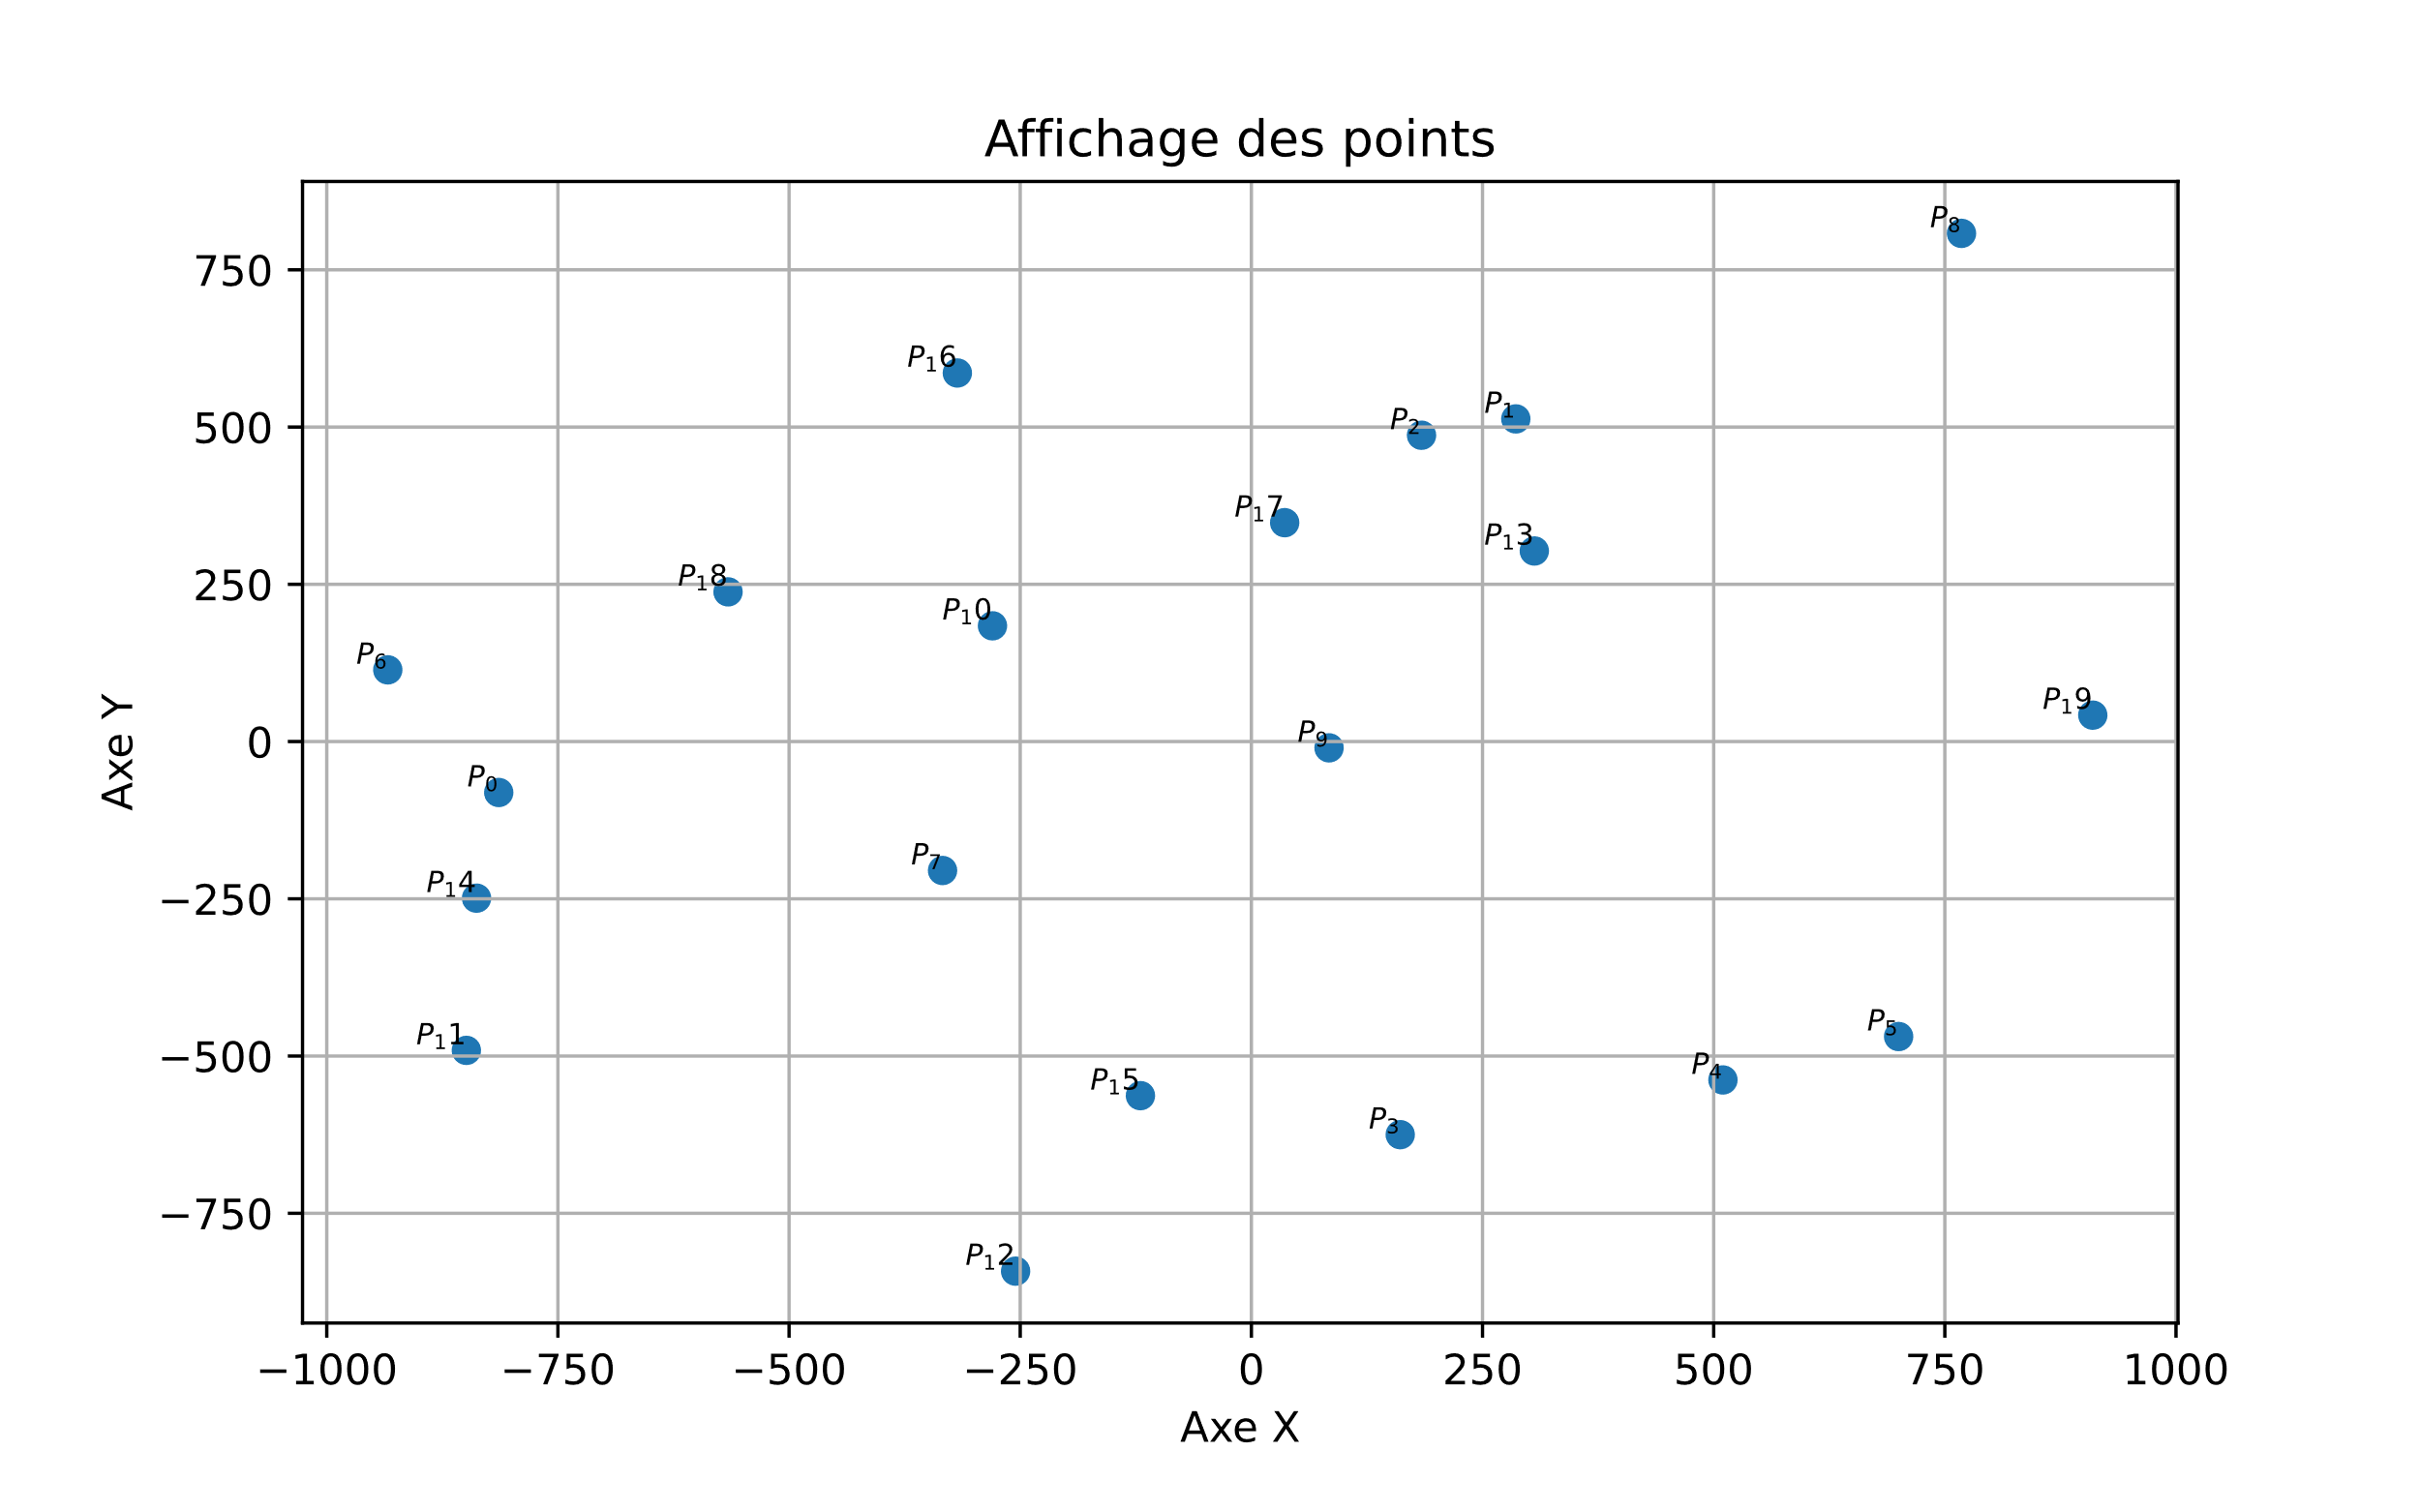 Affichage des points
Axe Y
750
500
250
0
−250
−500
−750
P₈
P₁6
P₁
P₂
P₁7
P₁3
P₁8
P₁0
P₆
P₁9
P₉
P₀
P₇
P₁4
P₅
P₁1
P₄
P₁5
P₃
P₁2
−1000 −750 −500 −250 0 250 500 750 1000
Axe X